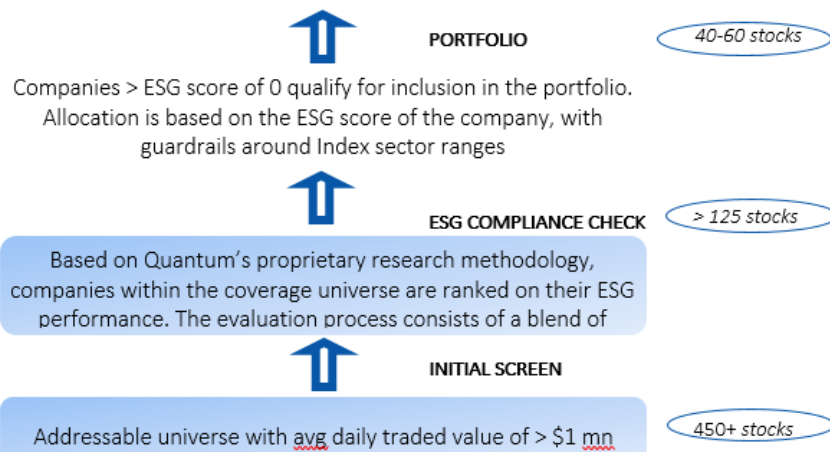 PORTFOLIO
40-60 stocks
Companies > ESG score of 0 qualify for inclusion in the portfolio.
Allocation is based on the ESG score of the company, with
guardrails around Index sector ranges
ESG COMPLIANCE CHECK
> 125 stocks
Based on Quantum’s proprietary research methodology,
companies within the coverage universe are ranked on their ESG
performance. The evaluation process consists of a blend of
INITIAL SCREEN
Addressable universe with avg daily traded value of > $1 mn
450+ stocks